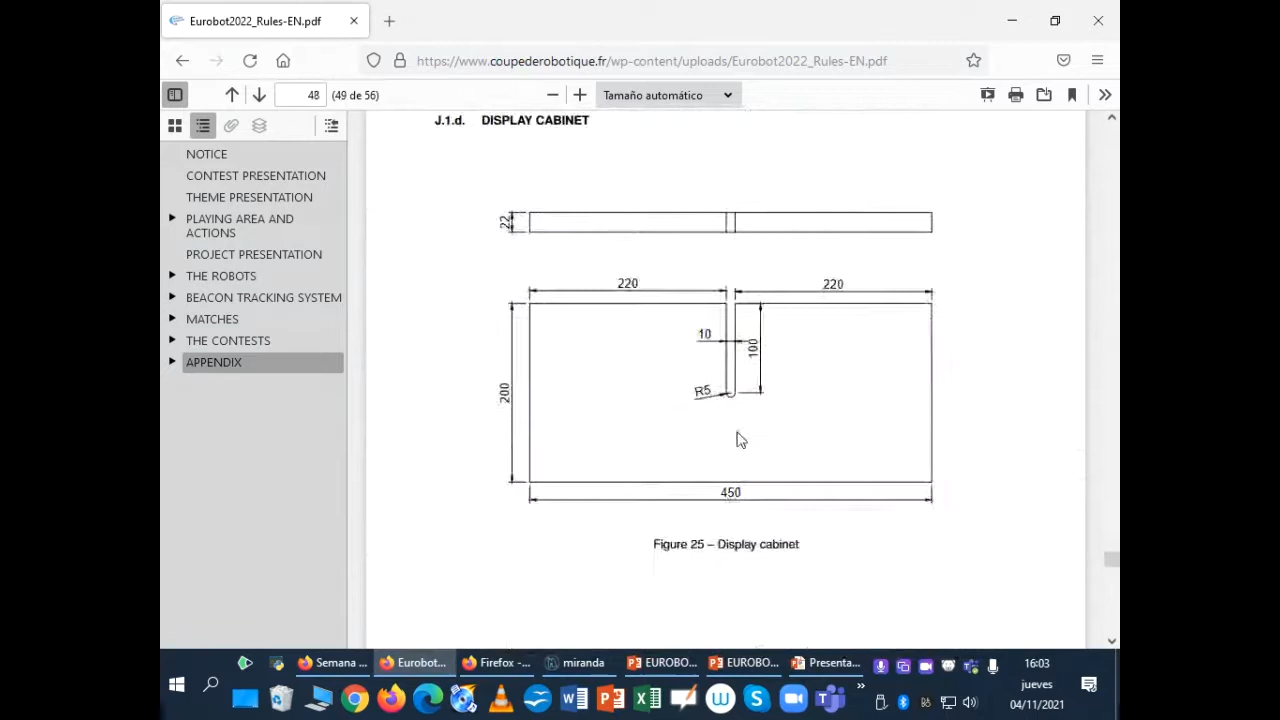 Eurobot2022_Rules-EN.pdf
https://www.coupederobotique.fr/wp-content/uploads/Eurobot2022_Rules-EN.pdf
48 (49 de 56) Tamaño automático
NOTICE
CONTEST PRESENTATION
THEME PRESENTATION
PLAYING AREA AND
ACTIONS
PROJECT PRESENTATION
THE ROBOTS
BEACON TRACKING SYSTEM
MATCHES
THE CONTESTS
APPENDIX
J.1.d. DISPLAY CABINET
22
220 220
10
100
R5
200
450
Figure 25 – Display cabinet
Semana ... Eurobot... Firefox -... miranda EUROBO... EUROBO... Presenta...
16:03
jueves
04/11/2021